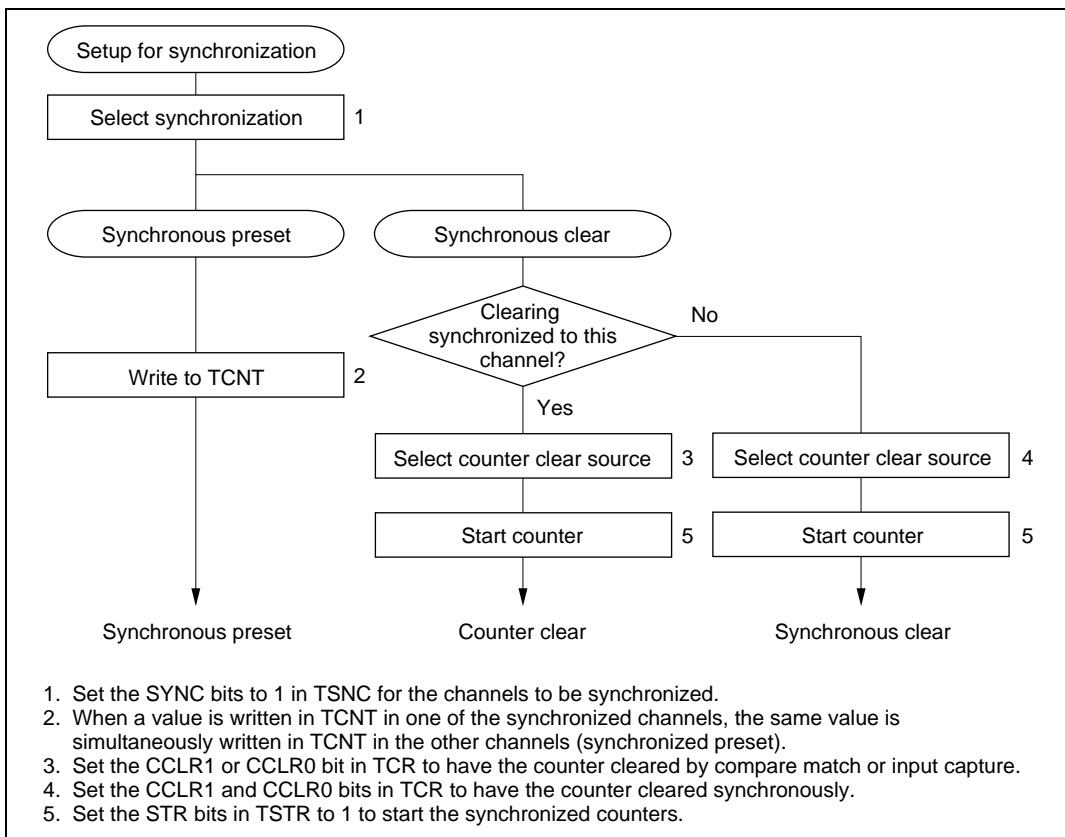 Setup for synchronization
Select synchronization 1
Synchronous preset
Synchronous clear
Clearing
synchronized to this
channel?
No
Write to TCNT 2
Yes
Select counter clear source 3
Select counter clear source 4
Start counter 5
Start counter 5
Synchronous preset
Counter clear
Synchronous clear
1. Set the SYNC bits to 1 in TSNC for the channels to be synchronized.
2. When a value is written in TCNT in one of the synchronized channels, the same value is
simultaneously written in TCNT in the other channels (synchronized preset).
3. Set the CCLR1 or CCLR0 bit in TCR to have the counter cleared by compare match or input capture.
4. Set the CCLR1 and CCLR0 bits in TCR to have the counter cleared synchronously.
5. Set the STR bits in TSTR to 1 to start the synchronized counters.